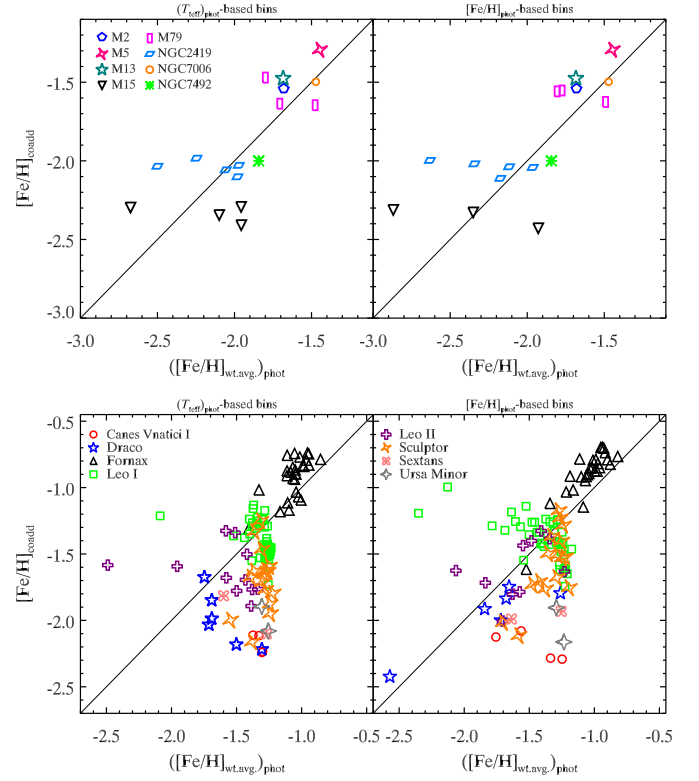 (T_teff)_phot-based bins
[Fe/H]_phot-based bins
M2
M5
M13
M15
M79
NGC2419
NGC7006
NGC7492
[Fe/H]_coadd
-1.5
-2.0
-2.5
-3.0
-3.0 -2.5 -2.0 -1.5
-3.0 -2.5 -2.0 -1.5
([Fe/H]_wt.avg.)_phot
([Fe/H]_wt.avg.)_phot
(T_teff)_phot-based bins
[Fe/H]_phot-based bins
Canes Vnatici I
Draco
Fornax
Leo I
Leo II
Sculptor
Sextans
Ursa Minor
[Fe/H]_coadd
-0.5
-1.0
-1.5
-2.0
-2.5
-2.5 -2.0 -1.5 -1.0 -0.5
-2.5 -2.0 -1.5 -1.0 -0.5
([Fe/H]_wt.avg.)_phot
([Fe/H]_wt.avg.)_phot